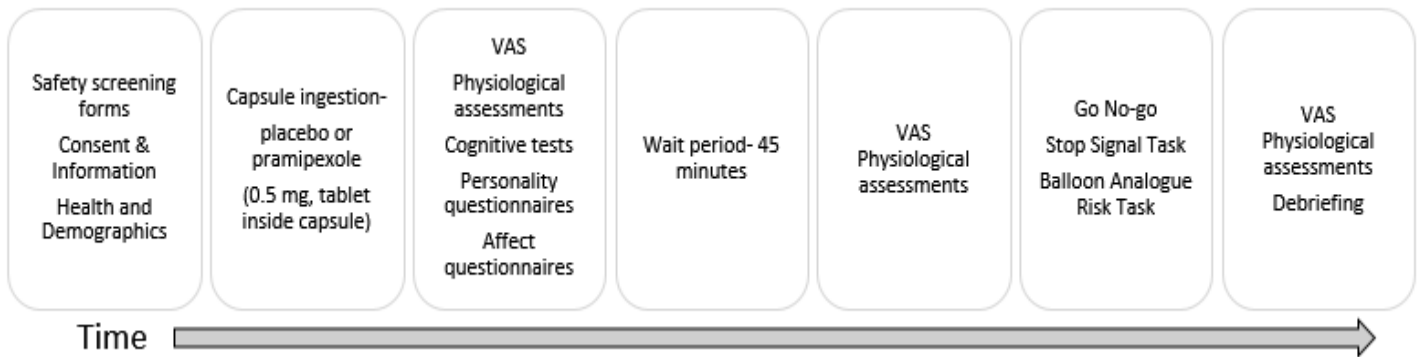 Safety screening
forms
Consent &
Information
Health and
Demographics
Capsule ingestion-
placebo or
pramipexole
(0.5 mg, tablet
inside capsule)
VAS
Physiological
assessments
Cognitive tests
Personality
questionnaires
Affect
questionnaires
Wait period- 45
minutes
VAS
Physiological
assessments
Go No-go
Stop Signal Task
Balloon Analogue
Risk Task
VAS
Physiological
assessments
Debriefing
Time